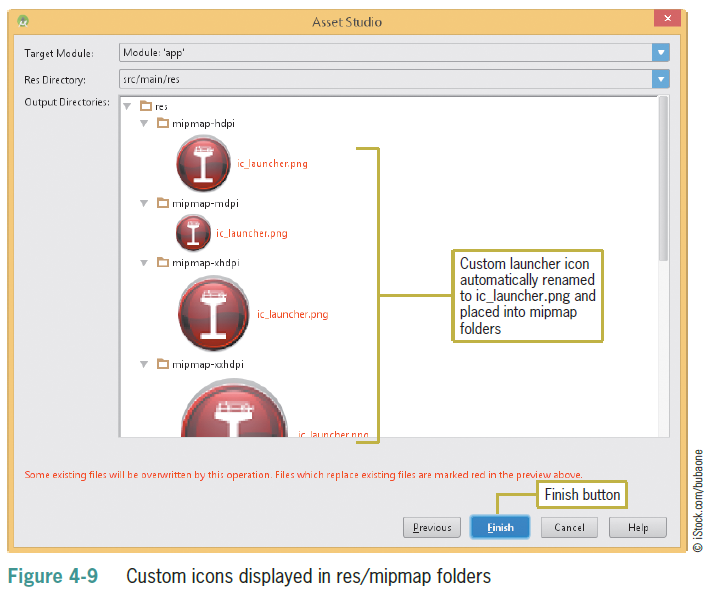 Asset Studio
Target Module:
Module: 'app'
Res Directory:
src/main/res
Output Directories:
res
mipmap-hdpi
ic_launcher.png
mipmap-mdpi
ic_launcher.png
mipmap-xhdpi
ic_launcher.png
mipmap-xxhdpi
ic_launcher.png
Custom launcher icon
automatically renamed
to ic_launcher.png and
placed into mipmap
folders
Some existing files will be overwritten by this operation. Files which replace existing files are marked red in the preview above.
Finish button
Previous
Finish
Cancel
Help
© iStock.com/bubaone
Figure 4-9 Custom icons displayed in res/mipmap folders